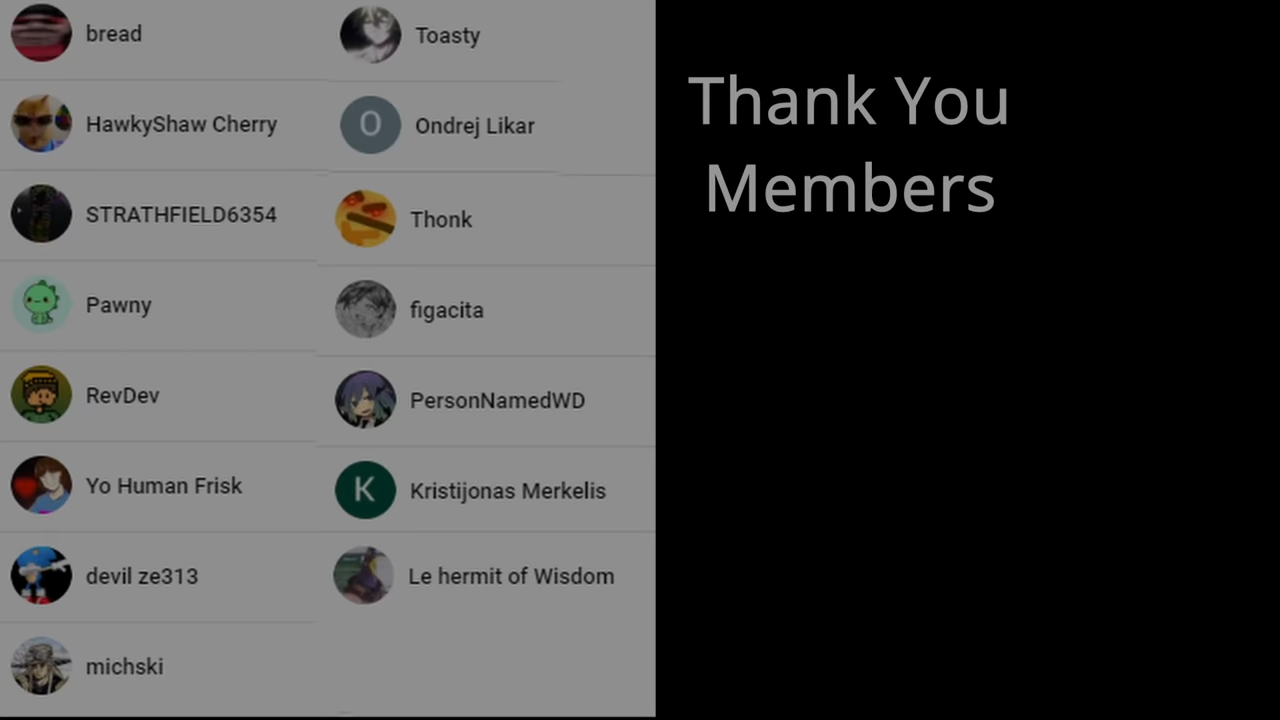 bread
HawkyShaw Cherry
STRATHFIELD6354
Pawny
RevDev
Yo Human Frisk
devil ze313
michski
Toasty
O
Ondrej Likar
Thonk
figacita
PersonNamedWD
K
Kristijonas Merkelis
Le hermit of Wisdom
Thank You
Members